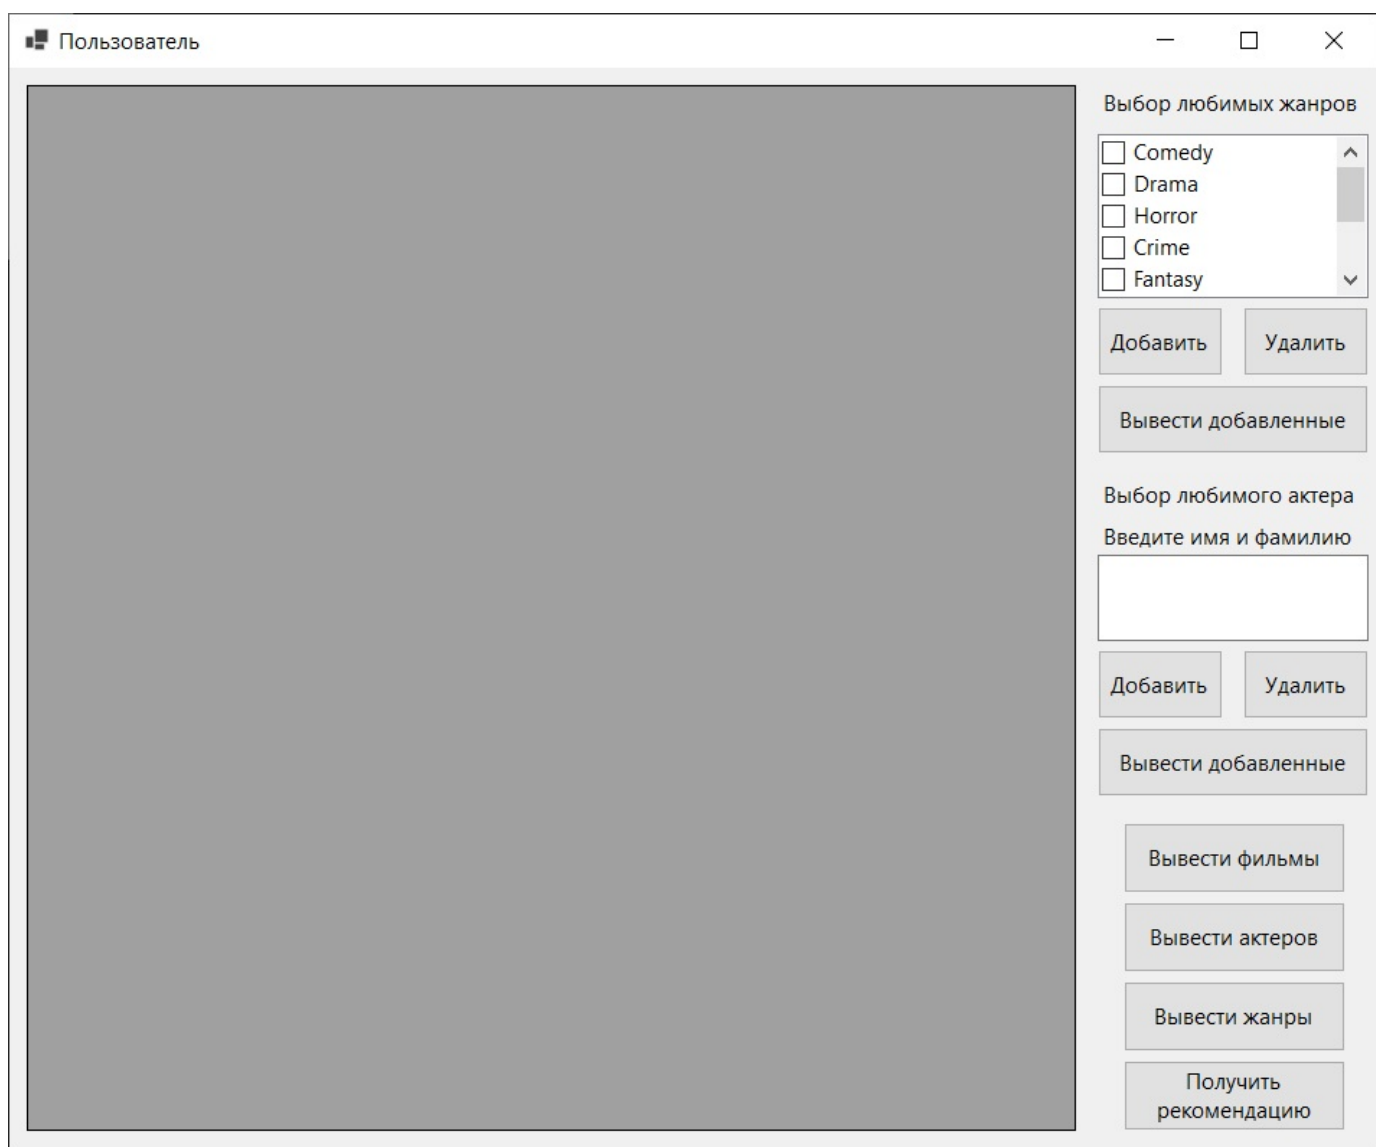 Пользователь
Выбор любимых жанров
Comedy
Drama
Horror
Crime
Fantasy
Добавить
Удалить
Вывести добавленные
Выбор любимого актера
Введите имя и фамилию
Добавить
Удалить
Вывести добавленные
Вывести фильмы
Вывести актеров
Вывести жанры
Получить
рекомендацию